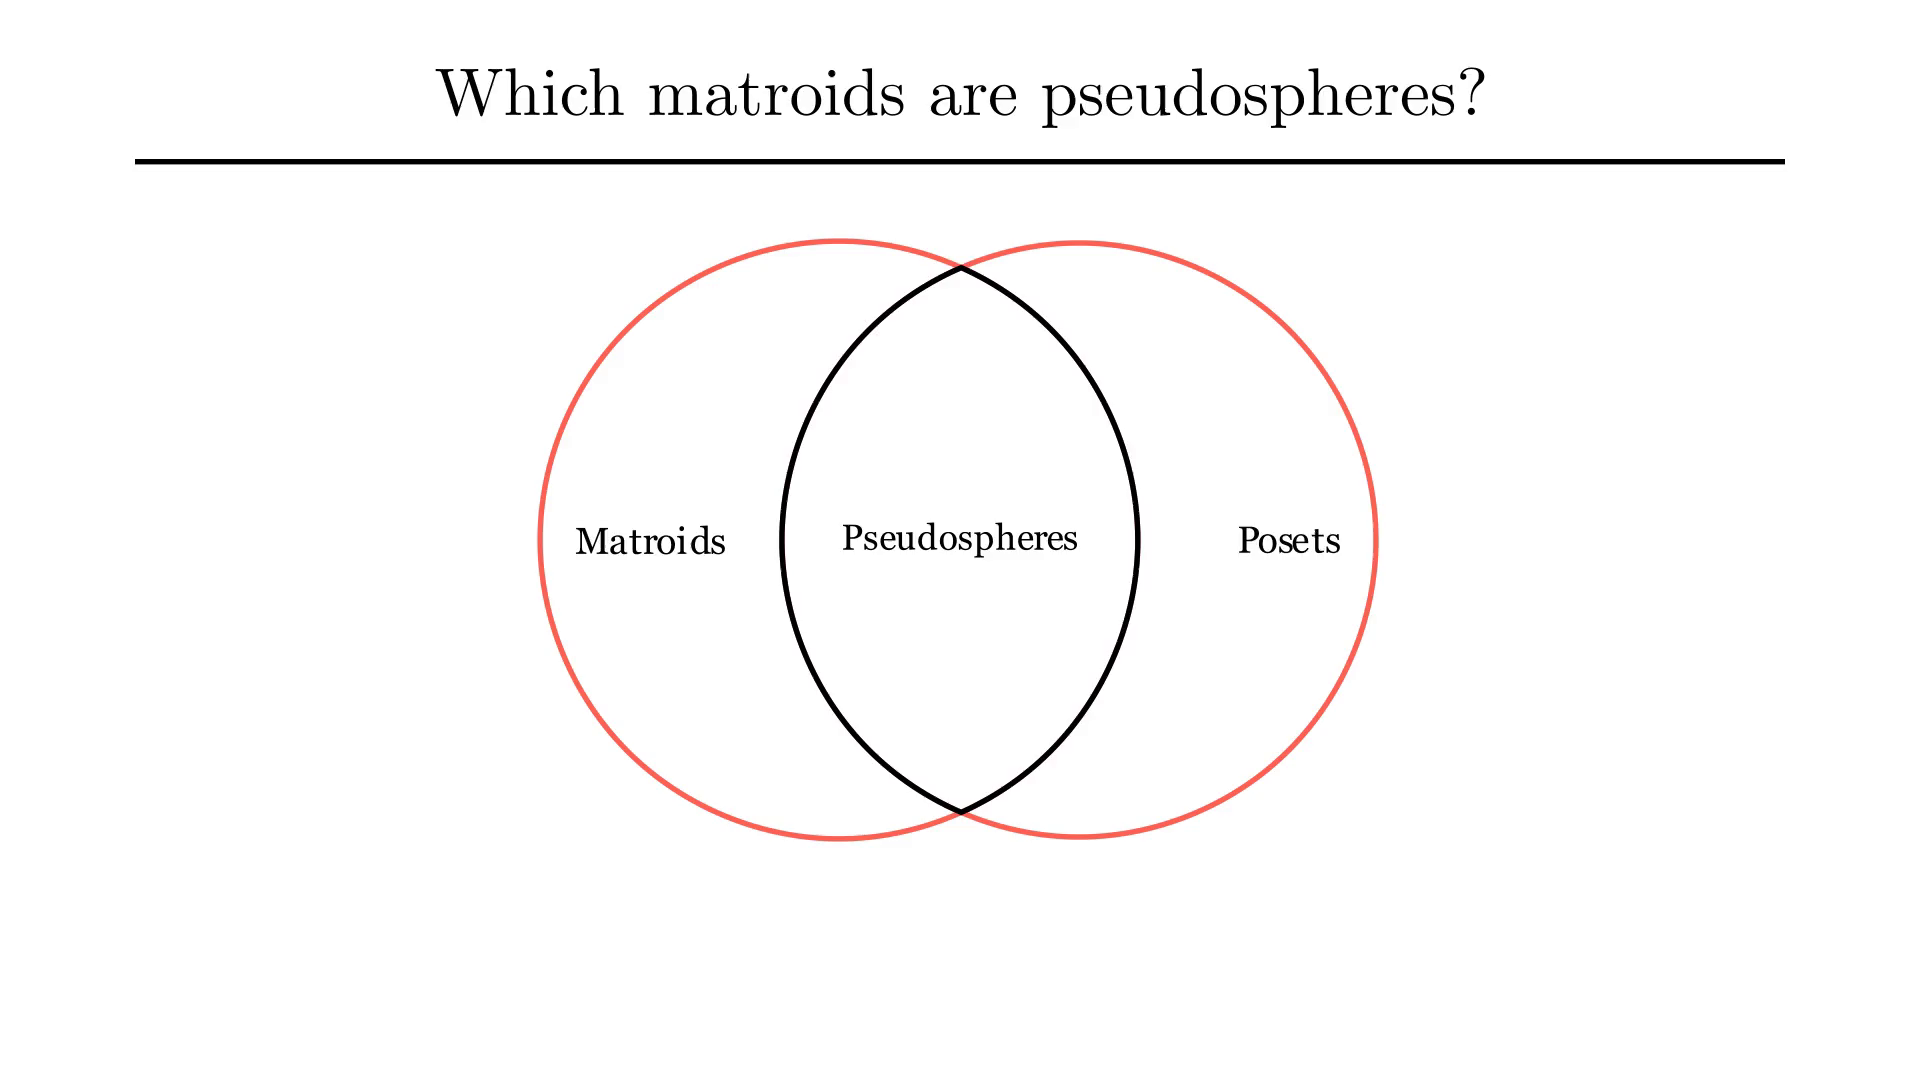 Which matroids are pseudospheres?
Matroids
Pseudospheres
Posets